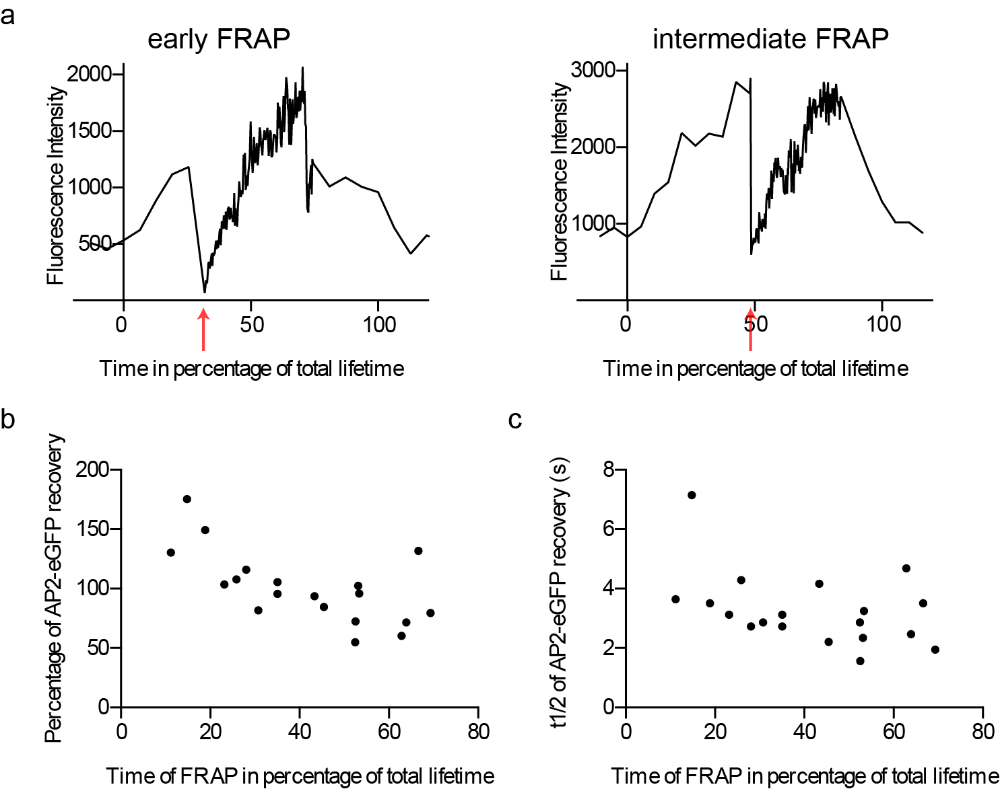 a
early FRAP
intermediate FRAP
Fluorescence Intensity
2000
1500
1000
500
0
50
100
Time in percentage of total lifetime
Fluorescence Intensity
3000
2000
1000
0
50
100
Time in percentage of total lifetime
b
Percentage of AP2-eGFP recovery
200
150
100
50
0
0
20
40
60
80
Time of FRAP in percentage of total lifetime
c
t1/2 of AP2-eGFP recovery (s)
8
6
4
2
0
0
20
40
60
80
Time of FRAP in percentage of total lifetime